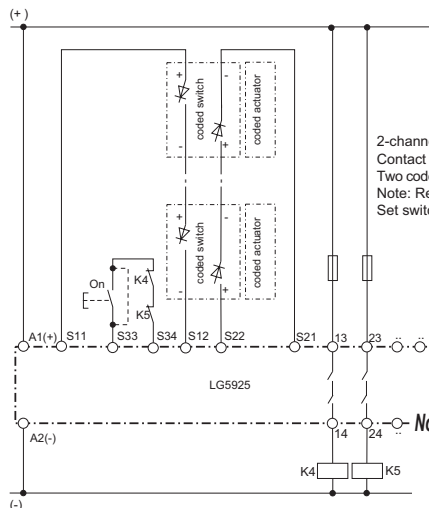 (+)
+
-
coded switch
coded actuator
-
+
2-channe
Contact
Two code
Note: Re
Set switc
+
-
coded switch
coded actuator
-
+
On
K4
K5
A1(+) S11 S33 S34 S12 S22 S21 13 23 .. ..
LG5925
A2(-) 14 24 .. No
K4 K5
(-)